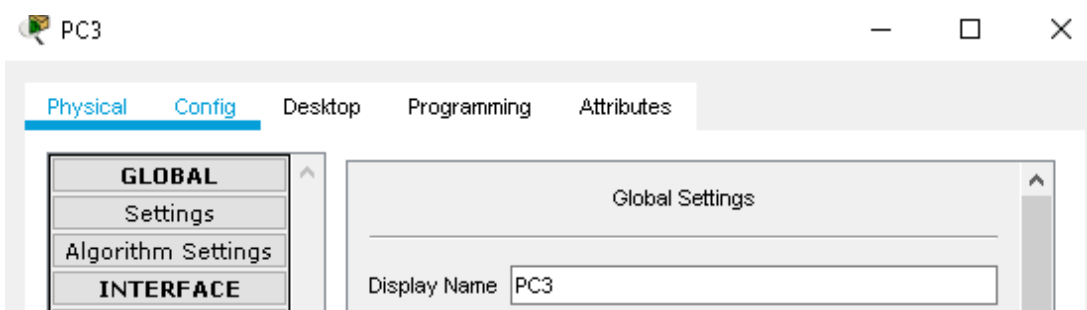 PC3
Physical Config Desktop Programming Attributes
GLOBAL
Settings
Algorithm Settings
INTERFACE
Global Settings
Display Name PC3